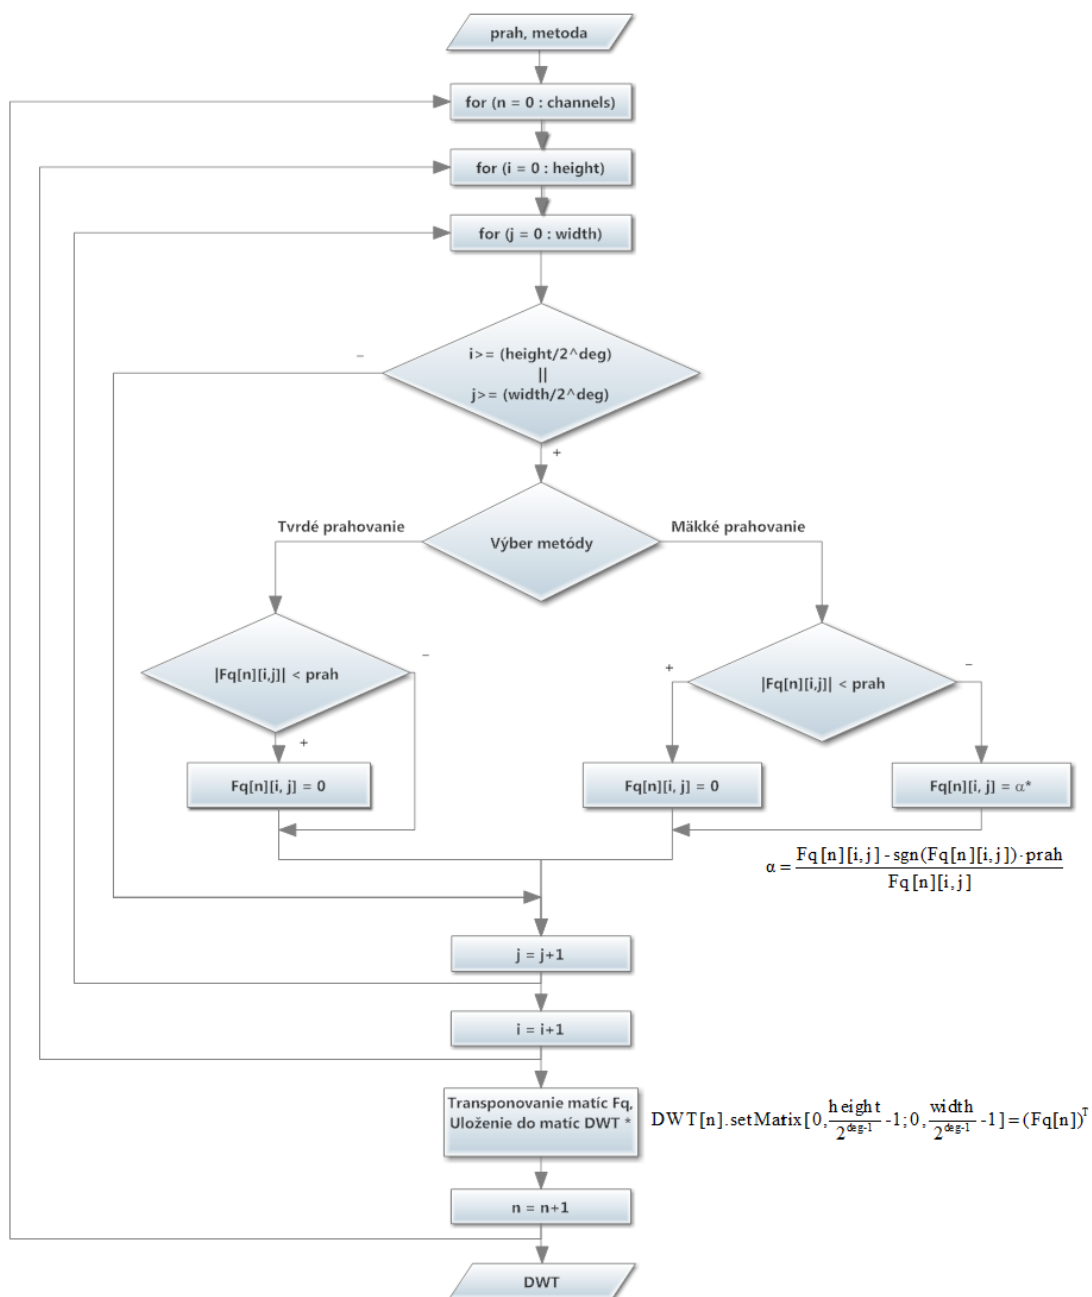 prah, metoda
for (n = 0 : channels)
for (i = 0 : height)
for (j = 0 : width)
i>= (height/2^deg)
||
j>= (width/2^deg)
–
+
Výber metódy
Tvrdé prahovanie
Mäkké prahovanie
|Fq[n][i,j]| < prah
–
+
Fq[n][i, j] = 0
|Fq[n][i,j]| < prah
+
–
Fq[n][i, j] = 0
Fq[n][i, j] = α*
α = (Fq[n][i,j] - sgn(Fq[n][i,j])·prah) / Fq[n][i,j]
j = j+1
i = i+1
Transponovanie matíc Fq,
Uloženie do matíc DWT *
DWT[n].setMatrix[0, height/2^(deg-1) -1; 0, width/2^(deg-1) -1] = (Fq[n])^T
n = n+1
DWT